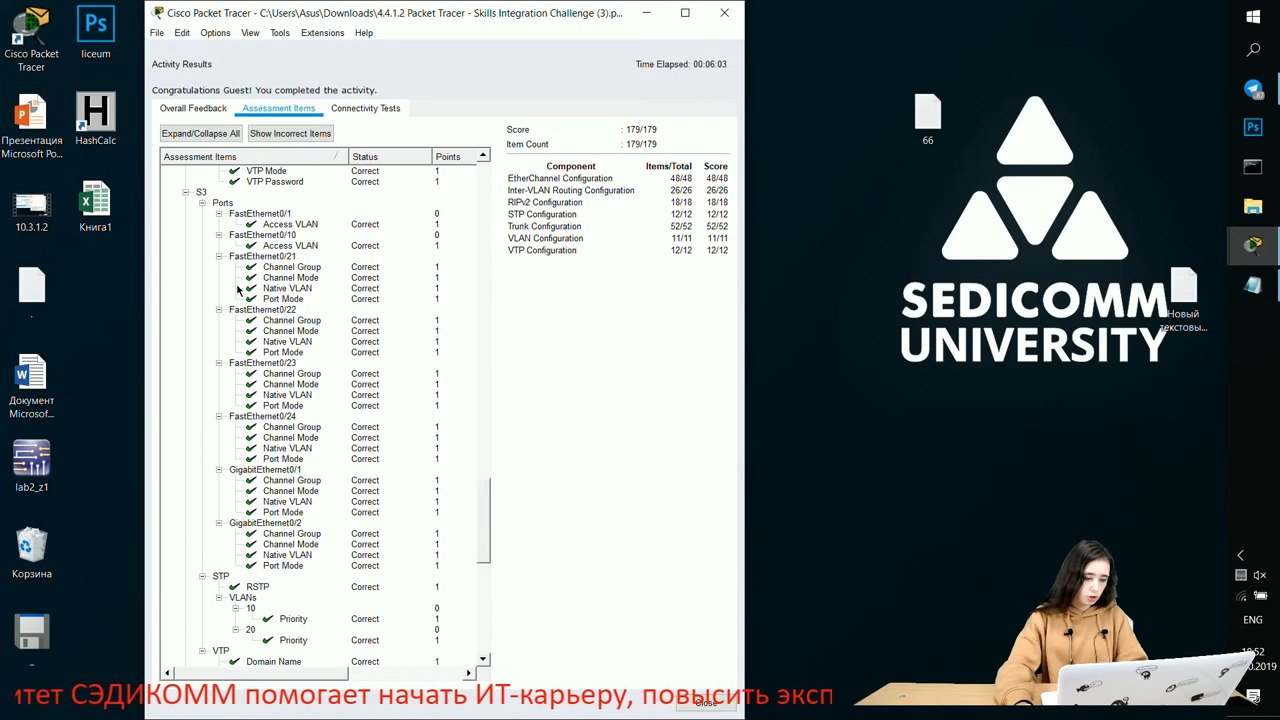 Cisco Packet Tracer - C:\Users\Asus\Downloads\4.4.1.2 Packet Tracer - Skills Integration Challenge (3).p...
File Edit Options View Tools Extensions Help
Activity Results
Time Elapsed: 00:06:03
Congratulations Guest! You completed the activity.
Overall Feedback Assessment Items Connectivity Tests
Expand/Collapse All Show Incorrect Items
Assessment Items Status Points
VTP Mode Correct 1
VTP Password Correct 1
S3
Ports
FastEthernet0/1 0
Access VLAN Correct 1
FastEthernet0/10 0
Access VLAN Correct 1
FastEthernet0/21
Channel Group Correct 1
Channel Mode Correct 1
Native VLAN Correct 1
Port Mode Correct 1
FastEthernet0/22
Channel Group Correct 1
Channel Mode Correct 1
Native VLAN Correct 1
Port Mode Correct 1
FastEthernet0/23
Channel Group Correct 1
Channel Mode Correct 1
Native VLAN Correct 1
Port Mode Correct 1
FastEthernet0/24
Channel Group Correct 1
Channel Mode Correct 1
Native VLAN Correct 1
Port Mode Correct 1
GigabitEthernet0/1
Channel Group Correct 1
Channel Mode Correct 1
Native VLAN Correct 1
Port Mode Correct 1
GigabitEthernet0/2
Channel Group Correct 1
Channel Mode Correct 1
Native VLAN Correct 1
Port Mode Correct 1
STP
RSTP Correct 1
VLANs
10 0
Priority Correct 1
20 0
Priority Correct 1
VTP
Domain Name Correct 1
Score : 179/179
Item Count : 179/179
Component Items/Total Score
EtherChannel Configuration 48/48 48/48
Inter-VLAN Routing Configuration 26/26 26/26
RIPv2 Configuration 18/18 18/18
STP Configuration 12/12 12/12
Trunk Configuration 52/52 52/52
VLAN Configuration 11/11 11/11
VTP Configuration 12/12 12/12
Close
Cisco Packet
Tracer
Ps
liceum
Презентация
Microsoft Po...
H
HashCalc
10.3.1.2
Книга1
.
Документ
Microsof...
lab2_z1
Корзина
66
SEDICOMM
UNIVERSITY
Новый
текстовы...
Ps
ENG
18:52
.2019
итет СЭДИКОММ помогает начать ИТ-карьеру, повысить эксп